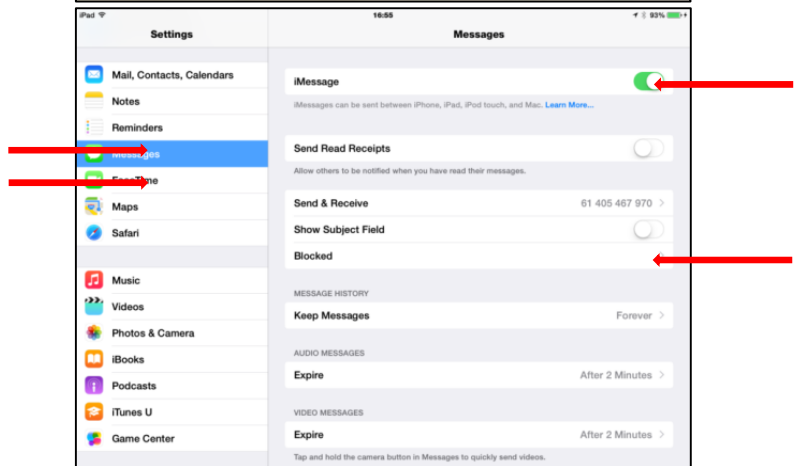 iPad 16:55 93%
Settings Messages
Mail, Contacts, Calendars
Notes
Reminders
Messages
FaceTime
Maps
Safari
Music
Videos
Photos & Camera
iBooks
Podcasts
iTunes U
Game Center
iMessage
iMessages can be sent between iPhone, iPad, iPod touch, and Mac. Learn More...
Send Read Receipts
Allow others to be notified when you have read their messages.
Send & Receive 61 405 467 970 >
Show Subject Field
Blocked
MESSAGE HISTORY
Keep Messages Forever >
AUDIO MESSAGES
Expire After 2 Minutes >
VIDEO MESSAGES
Expire After 2 Minutes >
Tap and hold the camera button in Messages to quickly send videos.